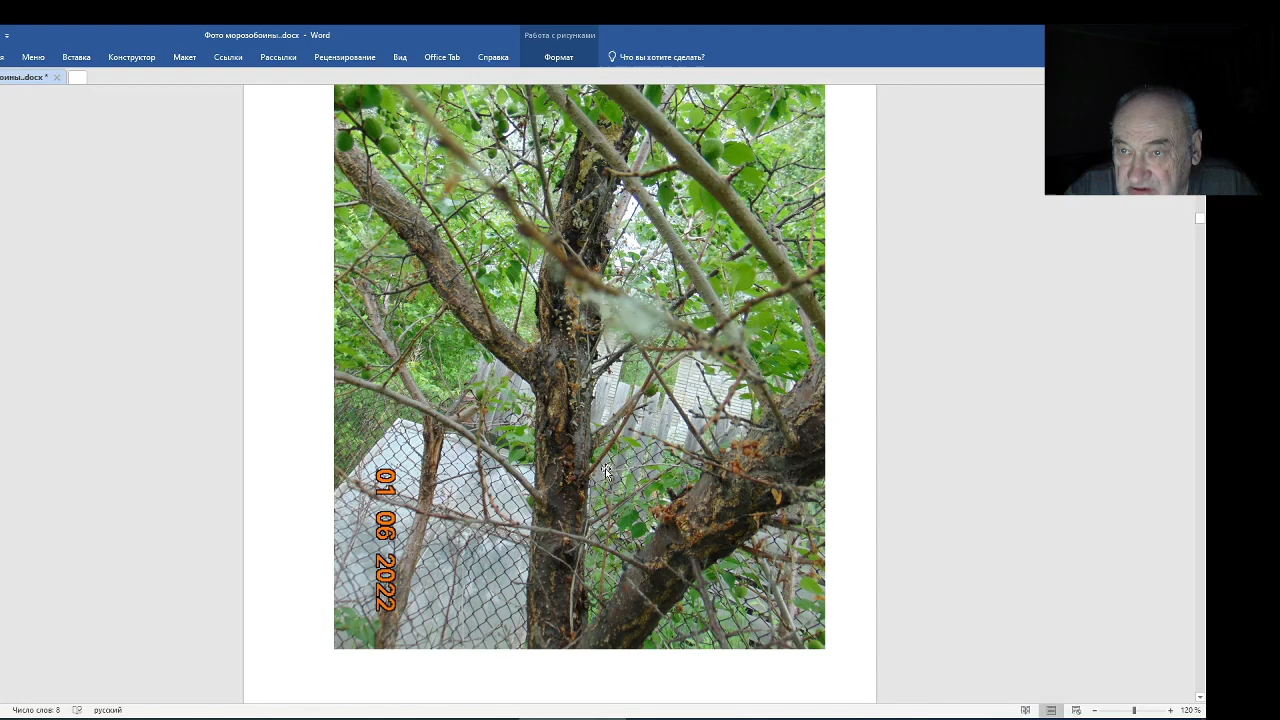 Фото морозобоины..docx - Word
Работа с рисунками
я Меню Вставка Конструктор Макет Ссылки Рассылки Рецензирование Вид Office Tab Справка Формат Что вы хотите сделать?
оины..docx *
01 06 2022
Число слов: 8 русский 120 %